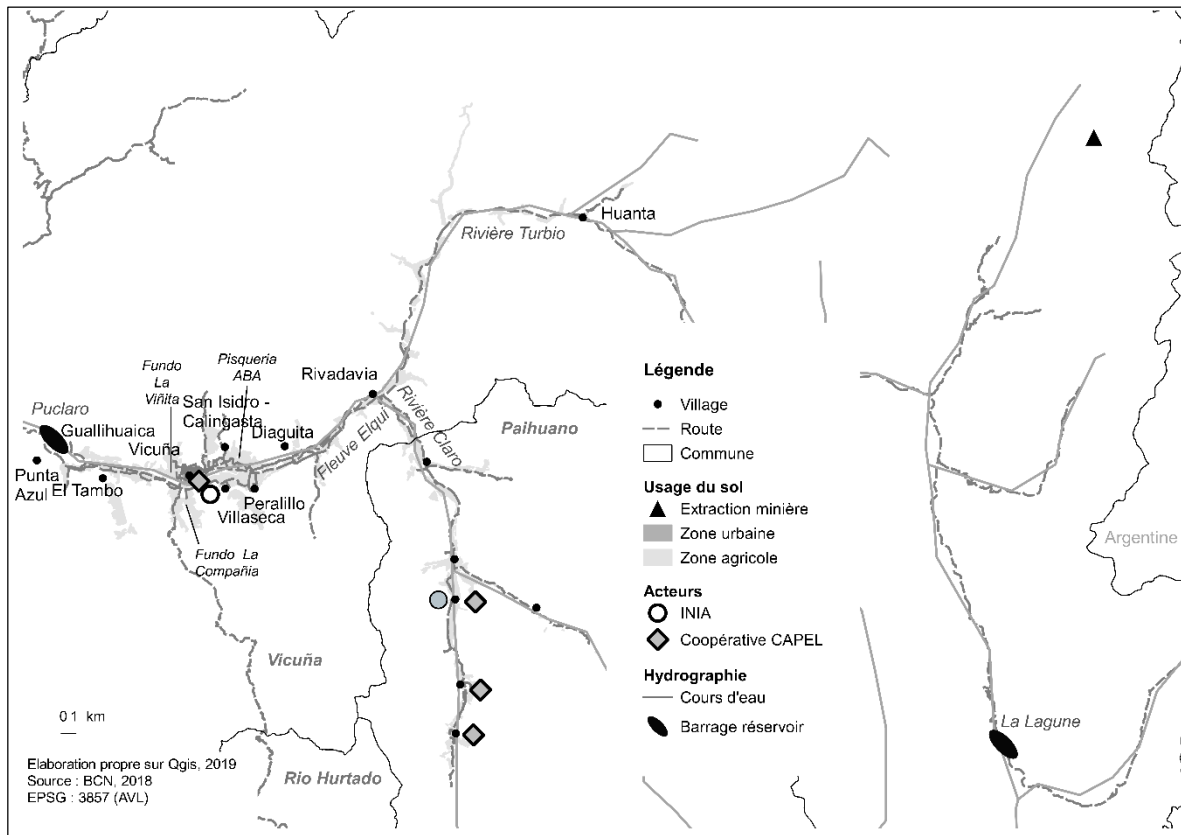 Huanta
Rivière Turbio
Fundo
La
Viñita
Pisquería
ABA
Rivadavia
San Isidro -
Calingasta
Puclaro
Guallihuaica
Vicuña
Diaguita
Fleuve Elqui
Rivière Claro
Paihuano
Punta
Azul
El Tambo
Peralillo
Villaseca
Fundo La
Compañia
Vicuña
Rio Hurtado
Argentine
La Lagune
Légende
Village
Route
Commune
Usage du sol
Extraction minière
Zone urbaine
Zone agricole
Acteurs
INIA
Coopérative CAPEL
Hydrographie
Cours d'eau
Barrage réservoir
0 1 km
Elaboration propre sur Qgis, 2019
Source : BCN, 2018
EPSG : 3857 (AVL)